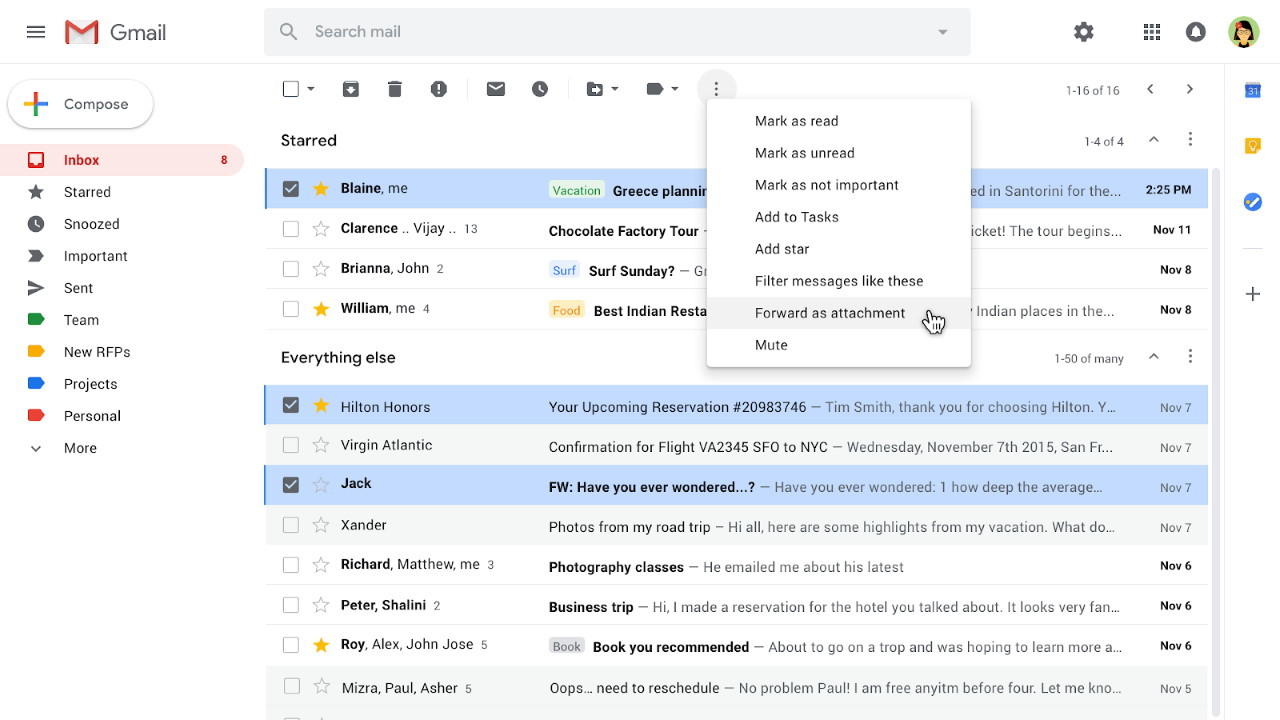 Gmail
Search mail
Compose
Inbox 8
Starred
Snoozed
Important
Sent
Team
New RFPs
Projects
Personal
More
1-16 of 16
31
Mark as read
Mark as unread
Mark as not important
Add to Tasks
Add star
Filter messages like these
Forward as attachment
Mute
Starred 1-4 of 4
Blaine, me Vacation Greece ed in Santorini for the... 2:25 PM
Clarence .. Vijay .. 13 Chocolate Factory Tour – The tour begins... Nov 11
Brianna, John 2 Surf Surf Sunday? — Nov 8
William, me 4 Food Best Indian Indian places in the... Nov 8
Everything else 1-50 of many
Hilton Honors Your Upcoming Reservation #20983746 — Tim Smith, thank you for choosing Hilton. Y... Nov 7
Virgin Atlantic Confirmation for Flight VA2345 SFO to NYC — Wednesday, November 7th 2015, San Fr... Nov 7
Jack FW: Have you ever wondered...? — Have you ever wondered: 1 how deep the average... Nov 7
Xander Photos from my road trip – Hi all, here are some highlights from my vacation. What do... Nov 7
Richard, Matthew, me 3 Photography classes — He emailed me about his latest Nov 6
Peter, Shalini 2 Business trip — Hi, I made a reservation for the hotel you talked about. It looks very fan... Nov 6
Roy, Alex, John Jose 5 Book Book you recommended — About to go on a trop and was hoping to learn more a... Nov 6
Mizra, Paul, Asher 5 Oops... need to reschedule — No problem Paul! I am free anyitm before four. Let me kno... Nov 5